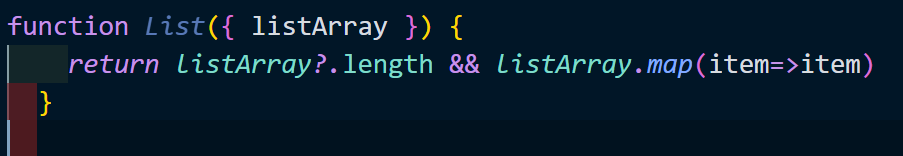 function List({ listArray }) {
return listArray?.length && listArray.map(item=>item)
}